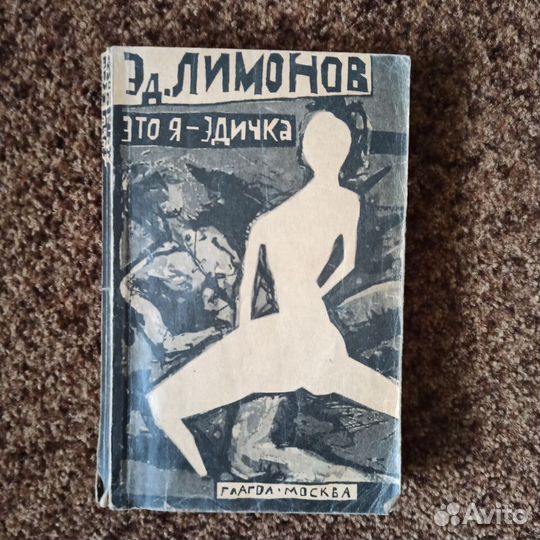 Эд. ЛИМОНОВ
ЭТО Я – ЭДИЧКА
ГЛАГОЛ · МОСКВА
Avito